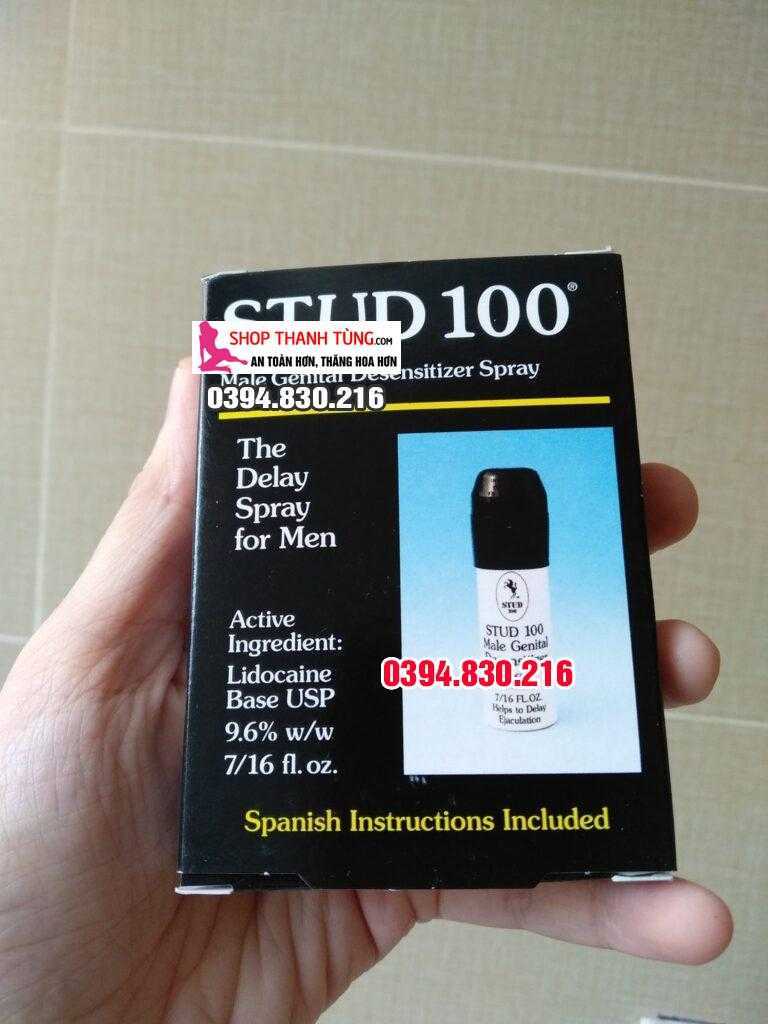 STUD 100®
SHOP THANH TÙNG.COM
AN TOÀN HƠN, THĂNG HOA HƠN
Male Genital Desensitizer Spray
0394.830.216
The
Delay
Spray
for Men
Active
Ingredient:
Lidocaine
Base USP
9.6% w/w
7/16 fl. oz.
STUD
100
STUD 100
Male Genital
0394.830.216
7/16 FL.OZ.
Helps to Delay
Ejaculation
Spanish Instructions Included